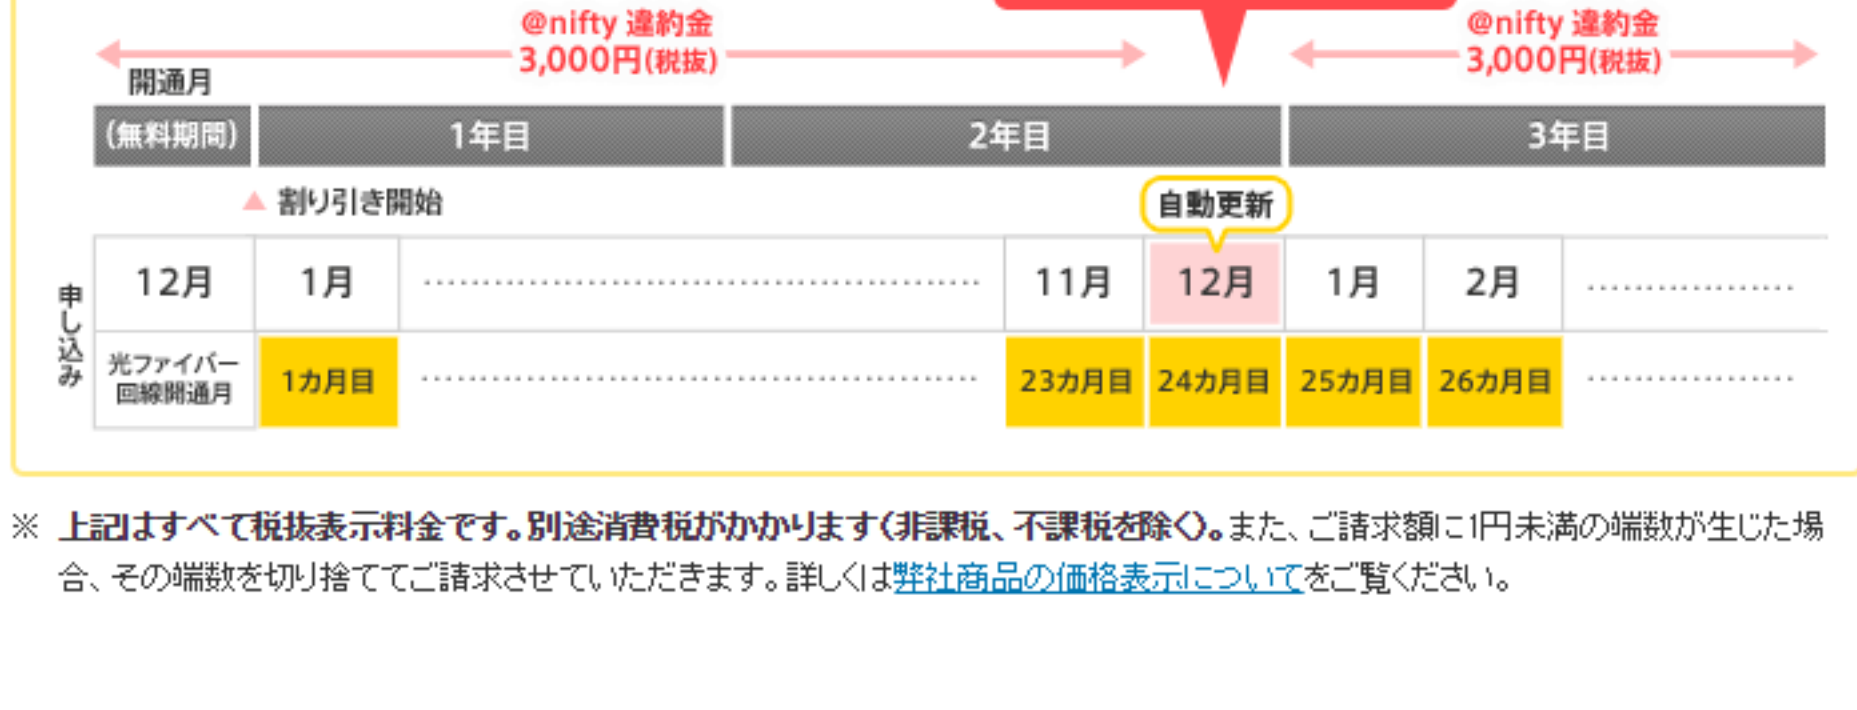 @nifty 違約金
3,000円(税抜)
@nifty 違約金
3,000円(税抜)
開通月
(無料期間)
1年目
2年目
3年目
割り引き開始
自動更新
申し込み
12月
1月
11月
12月
1月
2月
光ファイバー
回線開通月
1カ月目
23カ月目
24カ月目
25カ月目
26カ月目
※ 上記はすべて税抜表示料金です。別途消費税がかかります(非課税、不課税を除く)。また、ご請求額に1円未満の端数が生じた場
合、その端数を切り捨ててご請求させていただきます。詳しくは弊社商品の価格表示についてをご覧ください。